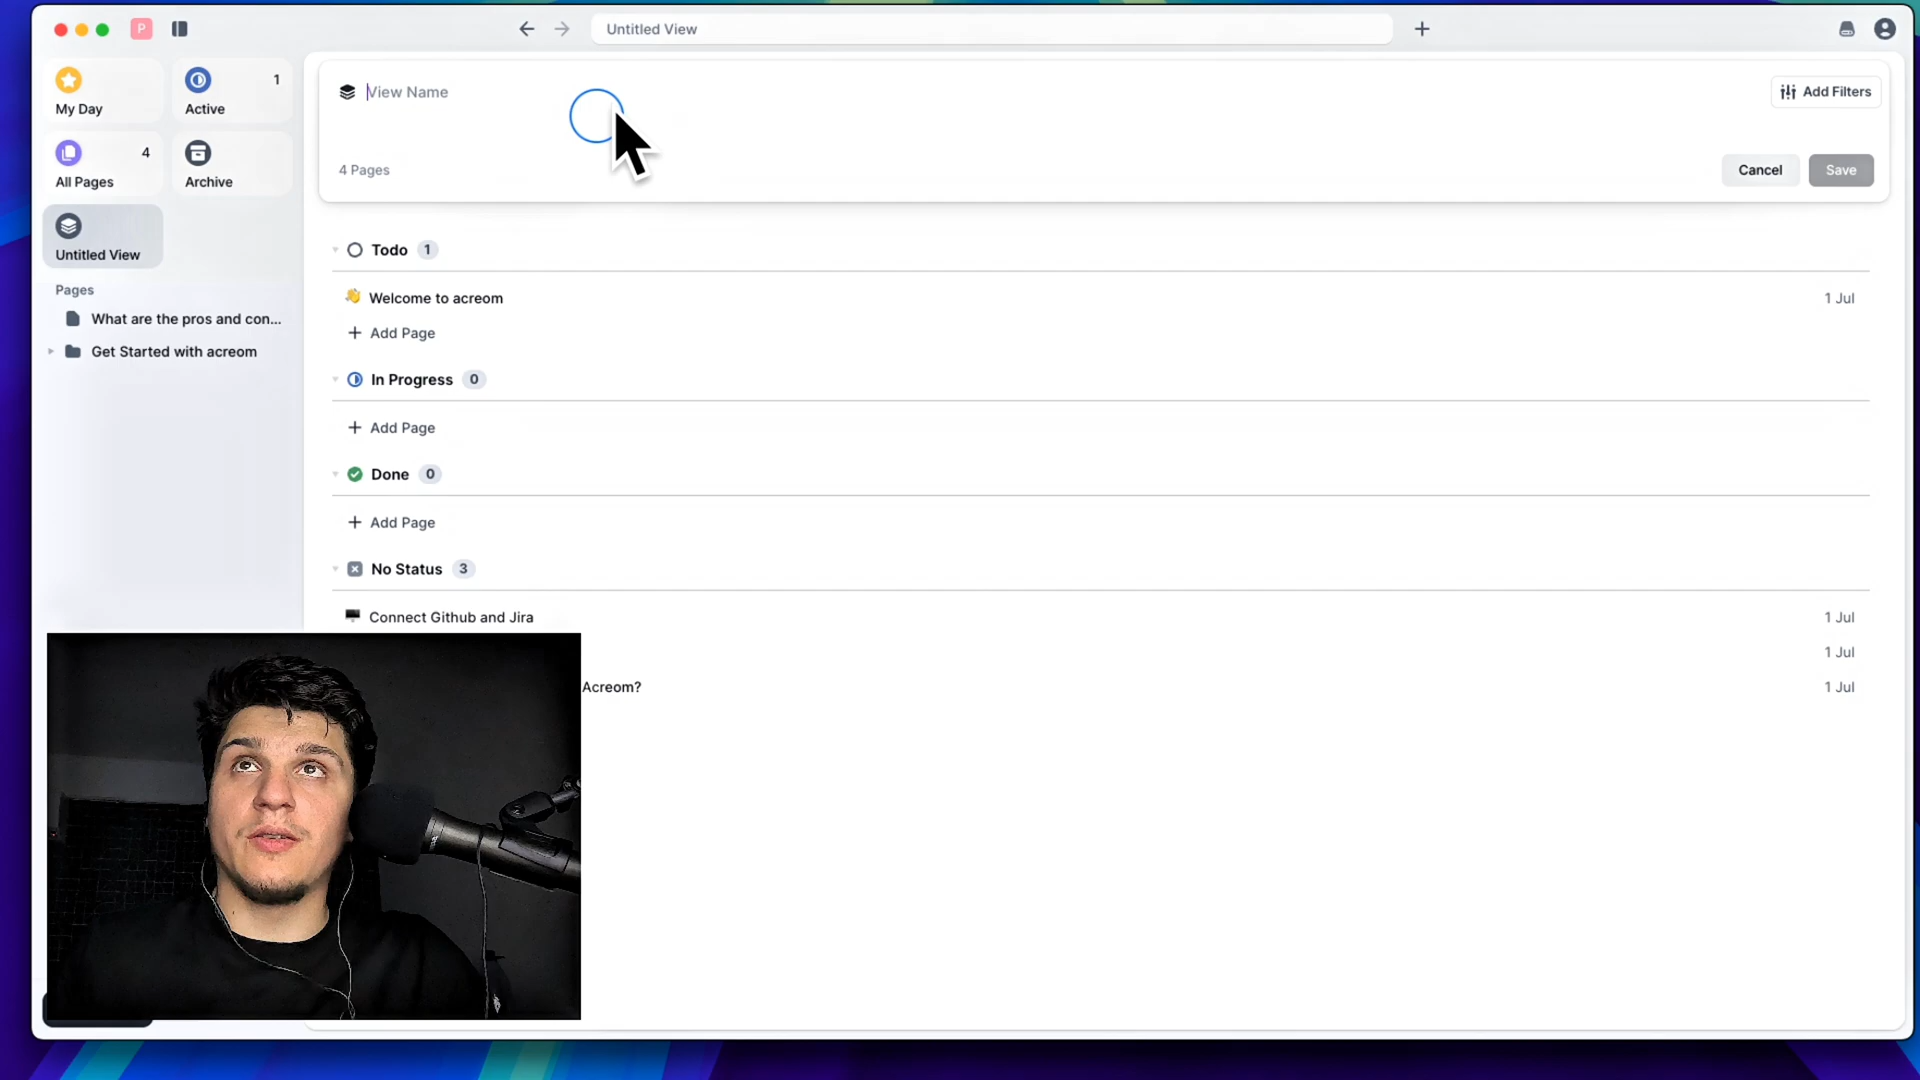 P
Untitled View
My Day
Active
1
All Pages
4
Archive
Untitled View
Pages
What are the pros and con...
Get Started with acreom
View Name
Add Filters
4 Pages
Cancel
Save
Todo 1
Welcome to acreom
1 Jul
Add Page
In Progress 0
Add Page
Done 0
Add Page
No Status 3
Connect Github and Jira
1 Jul
1 Jul
Acreom?
1 Jul